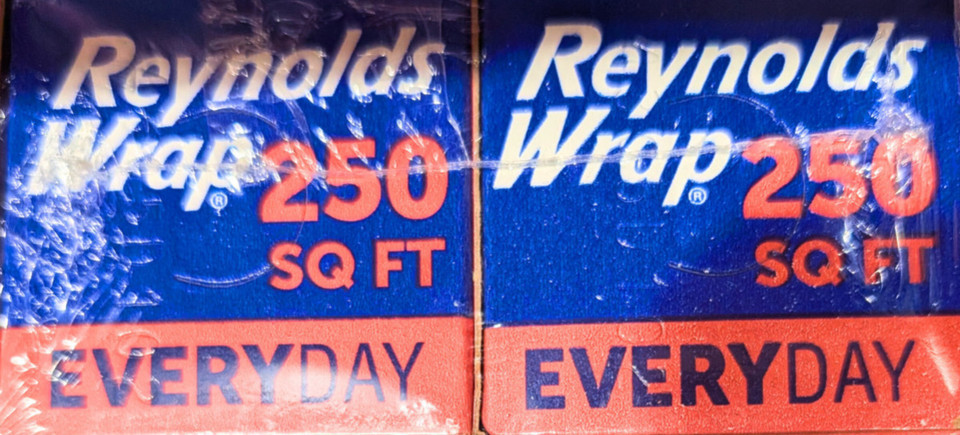 Reynolds
Wrap®
250
SQ FT
EVERYDAY
Reynolds
Wrap®
250
SQ FT
EVERYDAY